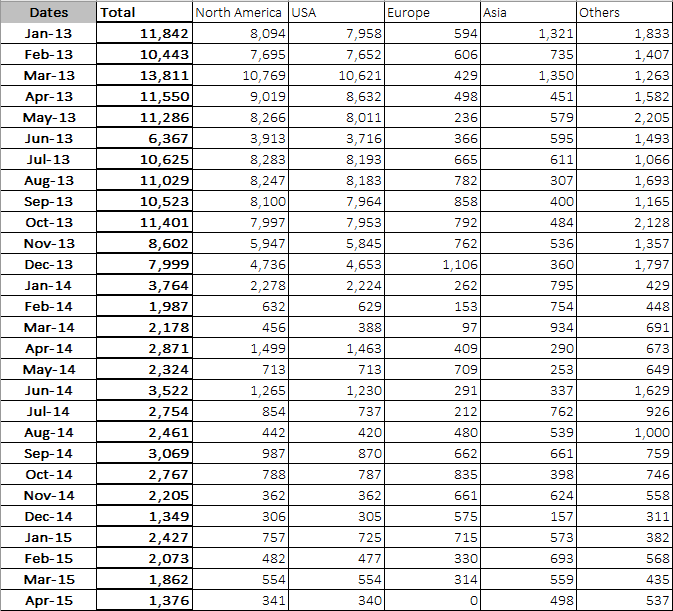 Dates Total North America USA Europe Asia Others
Jan-13 11,842 8,094 7,958 594 1,321 1,833
Feb-13 10,443 7,695 7,652 606 735 1,407
Mar-13 13,811 10,769 10,621 429 1,350 1,263
Apr-13 11,550 9,019 8,632 498 451 1,582
May-13 11,286 8,266 8,011 236 579 2,205
Jun-13 6,367 3,913 3,716 366 595 1,493
Jul-13 10,625 8,283 8,193 665 611 1,066
Aug-13 11,029 8,247 8,183 782 307 1,693
Sep-13 10,523 8,100 7,964 858 400 1,165
Oct-13 11,401 7,997 7,953 792 484 2,128
Nov-13 8,602 5,947 5,845 762 536 1,357
Dec-13 7,999 4,736 4,653 1,106 360 1,797
Jan-14 3,764 2,278 2,224 262 795 429
Feb-14 1,987 632 629 153 754 448
Mar-14 2,178 456 388 97 934 691
Apr-14 2,871 1,499 1,463 409 290 673
May-14 2,324 713 713 709 253 649
Jun-14 3,522 1,265 1,230 291 337 1,629
Jul-14 2,754 854 737 212 762 926
Aug-14 2,461 442 420 480 539 1,000
Sep-14 3,069 987 870 662 661 759
Oct-14 2,767 788 787 835 398 746
Nov-14 2,205 362 362 661 624 558
Dec-14 1,349 306 305 575 157 311
Jan-15 2,427 757 725 715 573 382
Feb-15 2,073 482 477 330 693 568
Mar-15 1,862 554 554 314 559 435
Apr-15 1,376 341 340 0 498 537